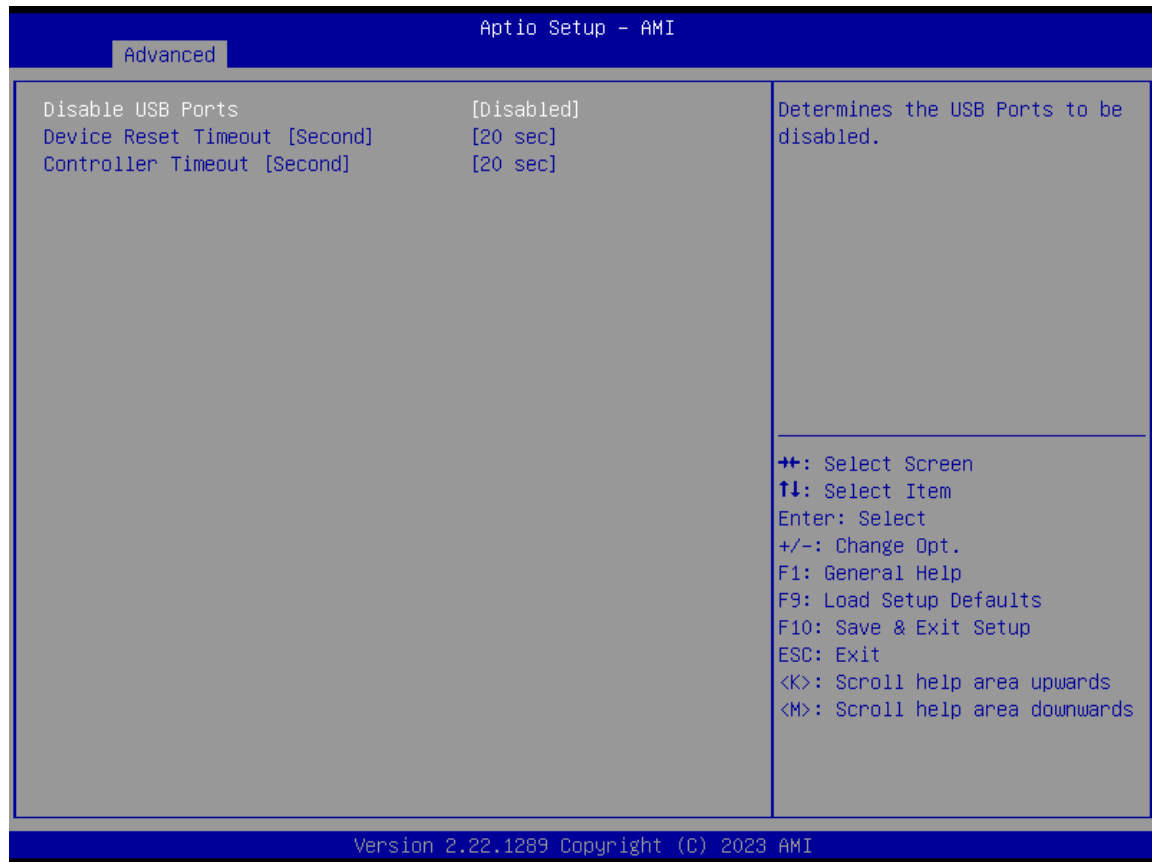 Aptio Setup – AMI
Advanced
Disable USB Ports [Disabled]
Device Reset Timeout [Second] [20 sec]
Controller Timeout [Second] [20 sec]
Determines the USB Ports to be
disabled.
→←: Select Screen
↑↓: Select Item
Enter: Select
+/-: Change Opt.
F1: General Help
F9: Load Setup Defaults
F10: Save & Exit Setup
ESC: Exit
<K>: Scroll help area upwards
<M>: Scroll help area downwards
Version 2.22.1289 Copyright (C) 2023 AMI